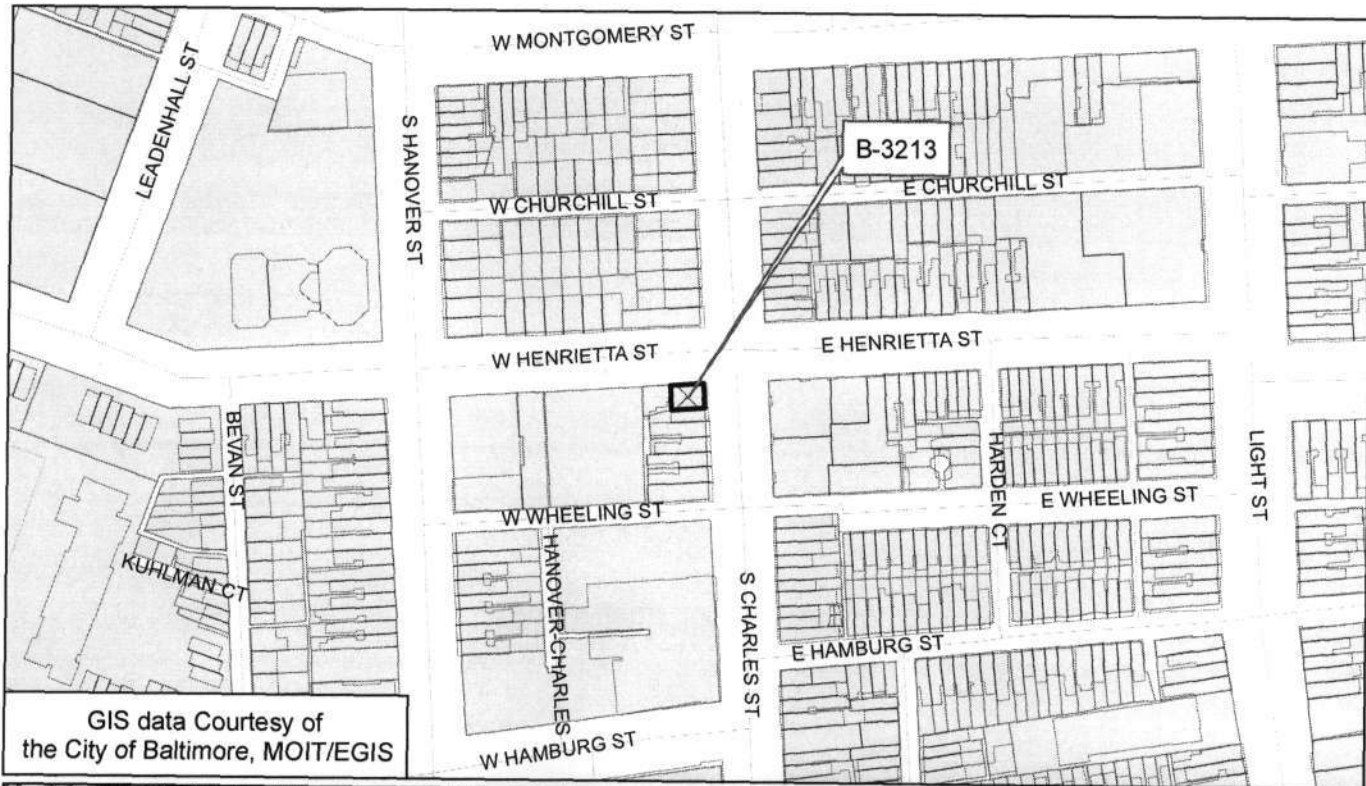 W MONTGOMERY ST
LEADENHALL ST
S HANOVER ST
B-3213
W CHURCHILL ST
E CHURCHILL ST
W HENRIETTA ST
E HENRIETTA ST
BEVAN ST
HARDEN CT
LIGHT ST
W WHEELING ST
E WHEELING ST
KUHLMAN CT
HANOVER-CHARLES
S CHARLES ST
E HAMBURG ST
W HAMBURG ST
GIS data Courtesy of
the City of Baltimore, MOIT/EGIS